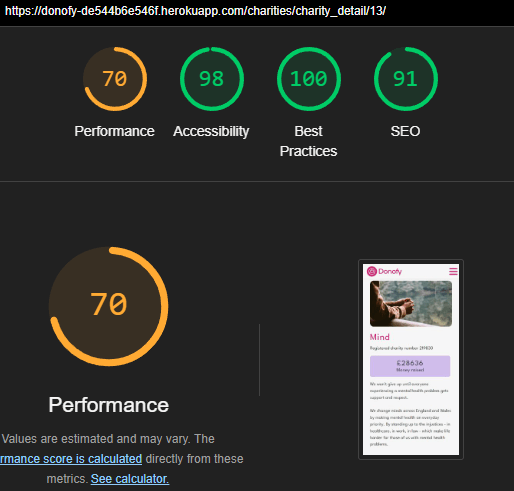 https://donofy-de544b6e546f.herokuapp.com/charities/charity_detail/13/
70 98 100 91
Performance Accessibility Best Practices SEO
70
Performance
Values are estimated and may vary. The
rmance score is calculated directly from these
metrics. See calculator.
Donofy
Mind
Registered charity number 219830
£28636
Money raised
We won't give up until everyone
experiencing a mental health problem gets
support and respect.
We change minds across England and Wales
by making mental health an everyday
priority. By standing up to the injustices - in
healthcare, in work, in law - which make life
harder for those of us with mental health
problems.